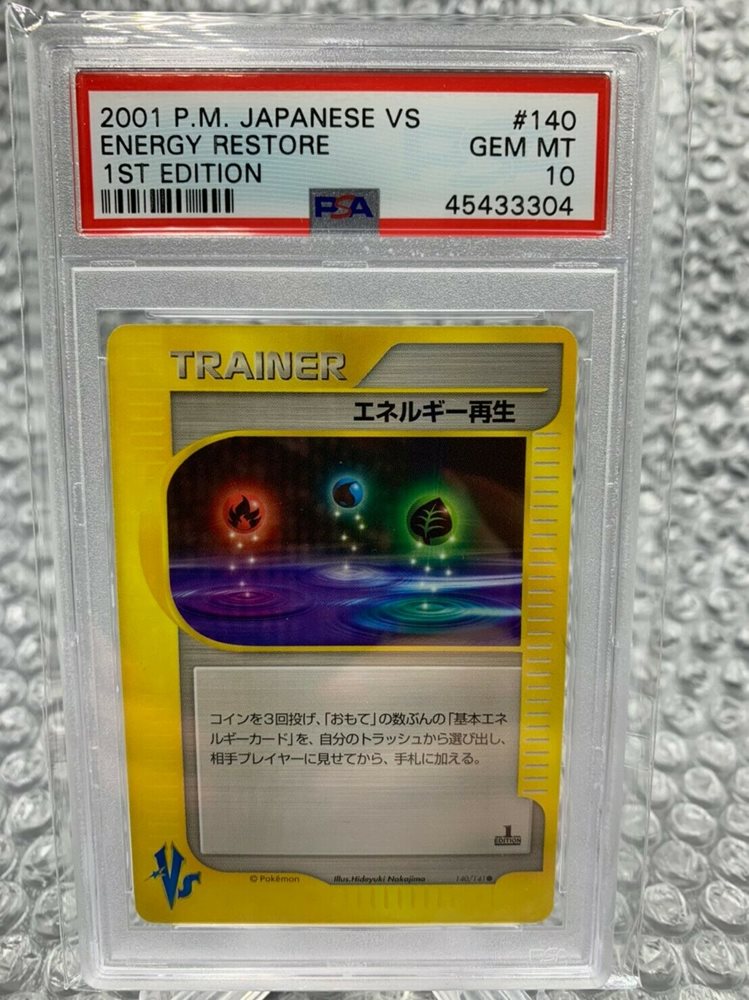 2001 P.M. JAPANESE VS #140
ENERGY RESTORE GEM MT
1ST EDITION 10
PSA 45433304
TRAINER
エネルギー再生
コインを3回投げ、「おもて」の数ぶんの「基本エネ
ルギーカード」を、自分のトラッシュから選び出し、
相手プレイヤーに見せてから、手札に加える。
1
EDITION
VS
© Pokémon Illus.Hideyuki Nakajima 140/141